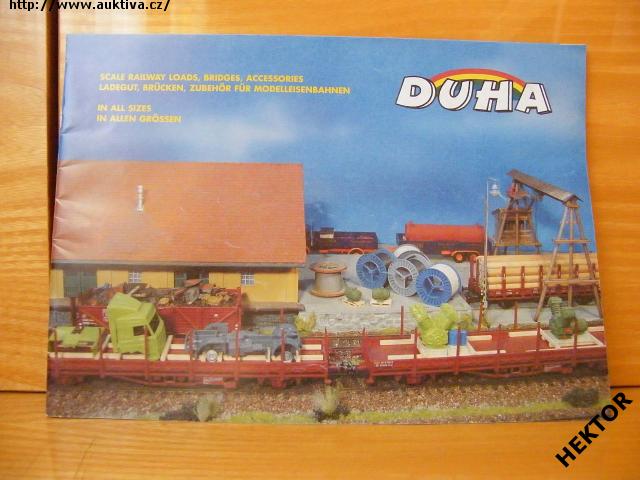 http://www.auktiva.cz/
SCALE RAILWAY LOADS, BRIDGES, ACCESSORIES
LADEGUT, BRÜCKEN, ZUBEHÖR FÜR MODELLEISENBAHNEN
IN ALL SIZES
IN ALLEN GRÖSSEN
DUHA
HEKTOR